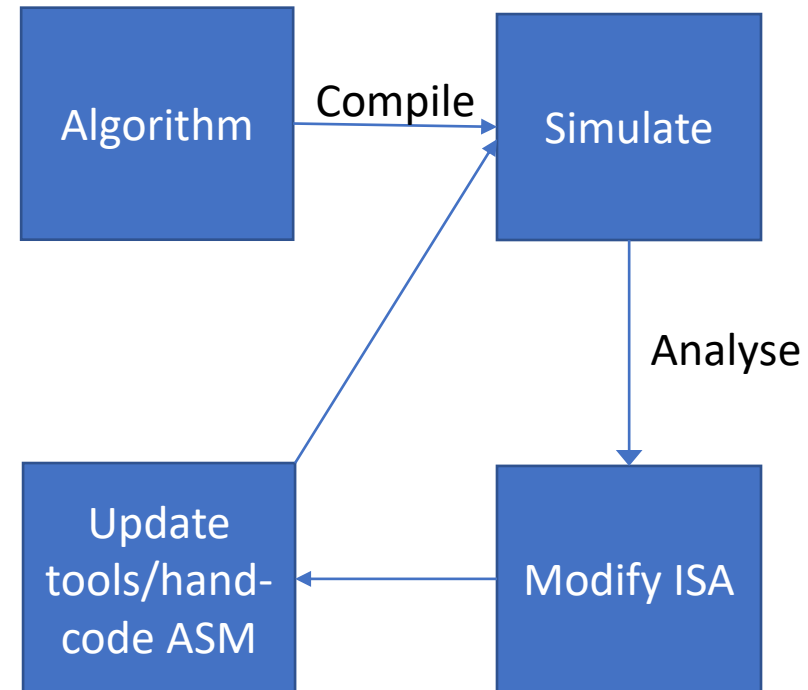 Algorithm
Compile
Simulate
Analyse
Update
tools/hand-
code ASM
Modify ISA